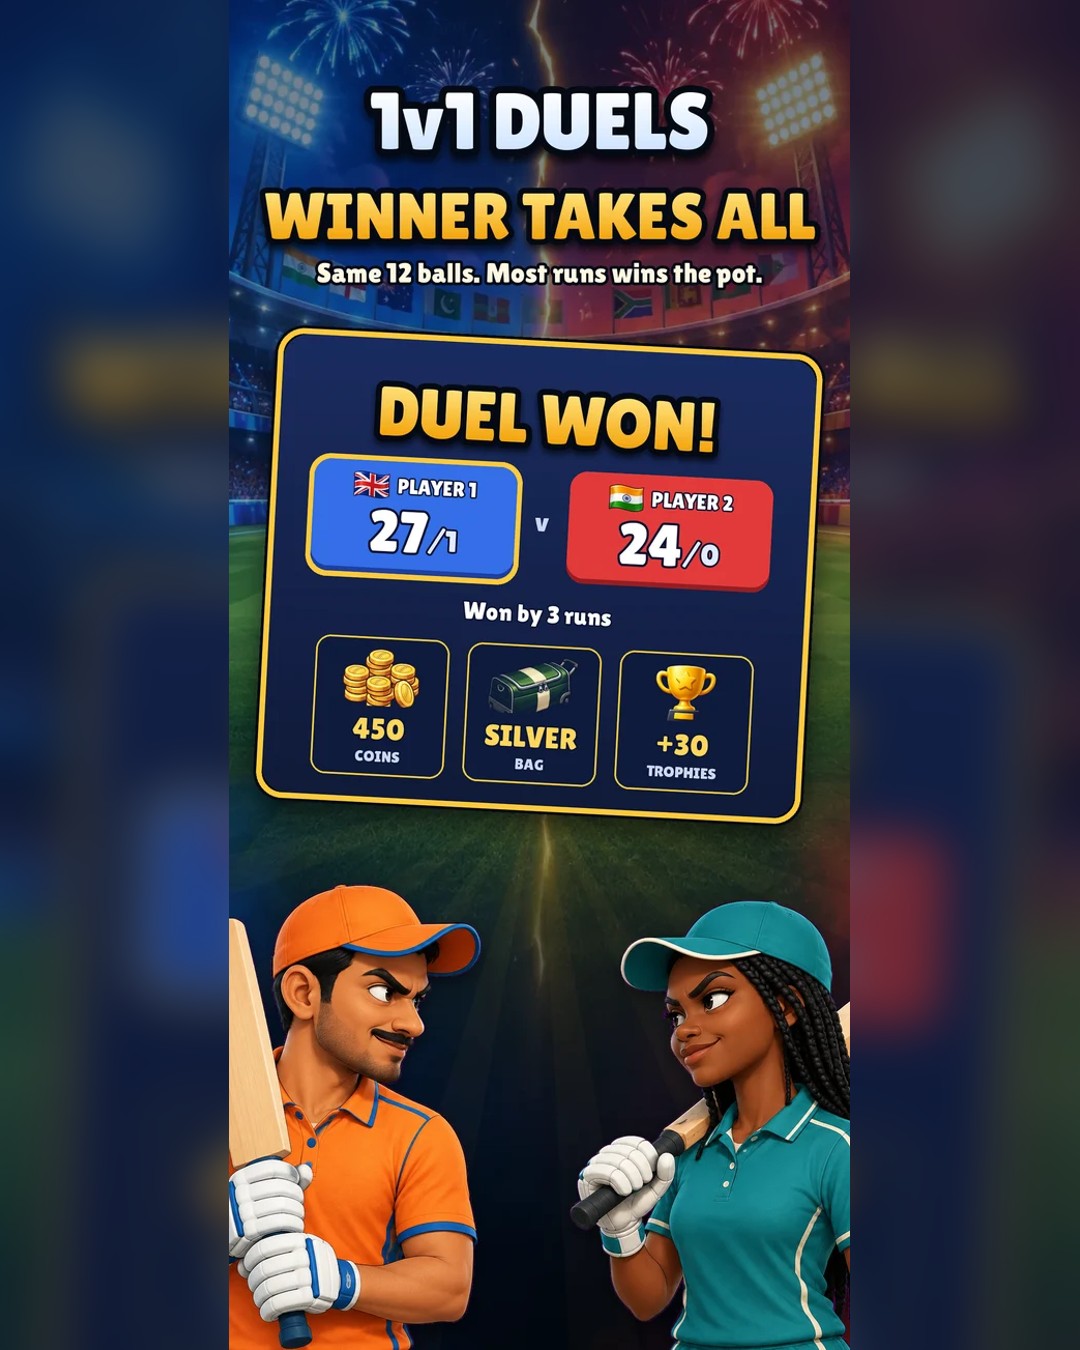 1v1 DUELS
WINNER TAKES ALL
Same 12 balls. Most runs wins the pot.
DUEL WON!
PLAYER 1
27/1
v
PLAYER 2
24/0
Won by 3 runs
450
COINS
SILVER
BAG
+30
TROPHIES